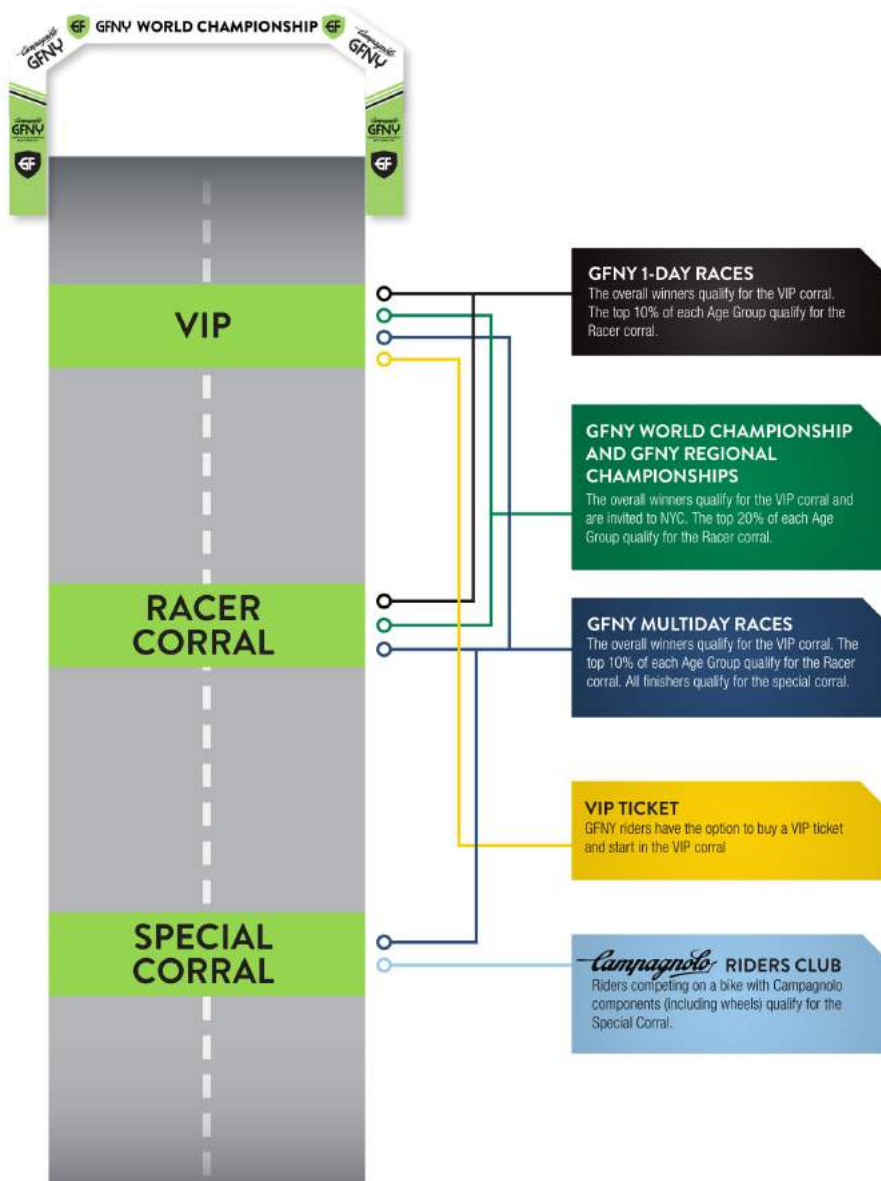 GFNY WORLD CHAMPIONSHIP
Campagnolo
GFNY
Campagnolo
GFNY
Campagnolo
GFNY
GF
Campagnolo
GFNY
GF
VIP
RACER
CORRAL
SPECIAL
CORRAL
GFNY 1-DAY RACES
The overall winners qualify for the VIP corral.
The top 10% of each Age Group qualify for the
Racer corral.
GFNY WORLD CHAMPIONSHIP
AND GFNY REGIONAL
CHAMPIONSHIPS
The overall winners qualify for the VIP corral and
are invited to NYC. The top 20% of each Age
Group qualify for the Racer corral.
GFNY MULTIDAY RACES
The overall winners qualify for the VIP corral. The
top 10% of each Age Group qualify for the Racer
corral. All finishers qualify for the special corral.
VIP TICKET
GFNY riders have the option to buy a VIP ticket
and start in the VIP corral
Campagnolo RIDERS CLUB
Riders competing on a bike with Campagnolo
components (including wheels) qualify for the
Special Corral.